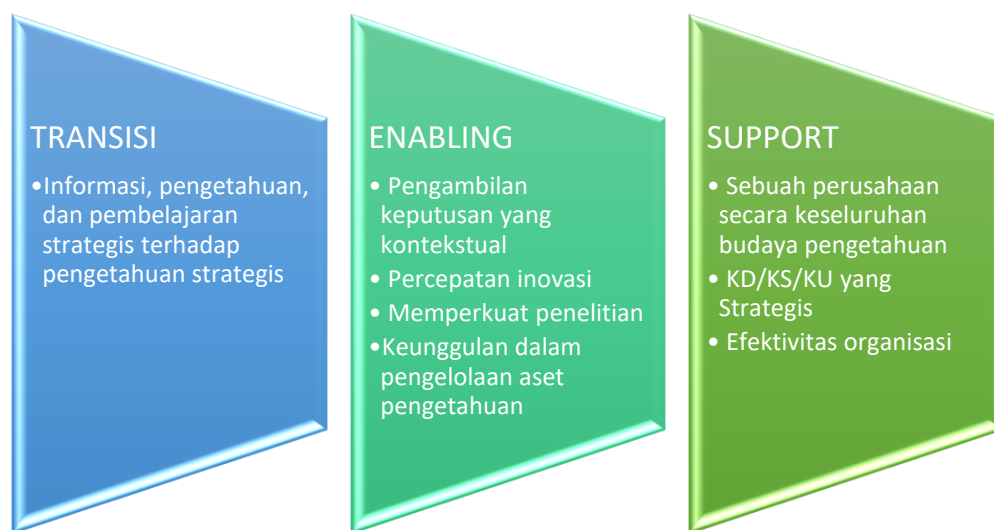 TRANSISI
•Informasi, pengetahuan,
dan pembelajaran
strategis terhadap
pengetahuan strategis
ENABLING
• Pengambilan
keputusan yang
kontekstual
• Percepatan inovasi
• Memperkuat penelitian
•Keunggulan dalam
pengelolaan aset
pengetahuan
SUPPORT
• Sebuah perusahaan
secara keseluruhan
budaya pengetahuan
• KD/KS/KU yang
Strategis
• Efektivitas organisasi